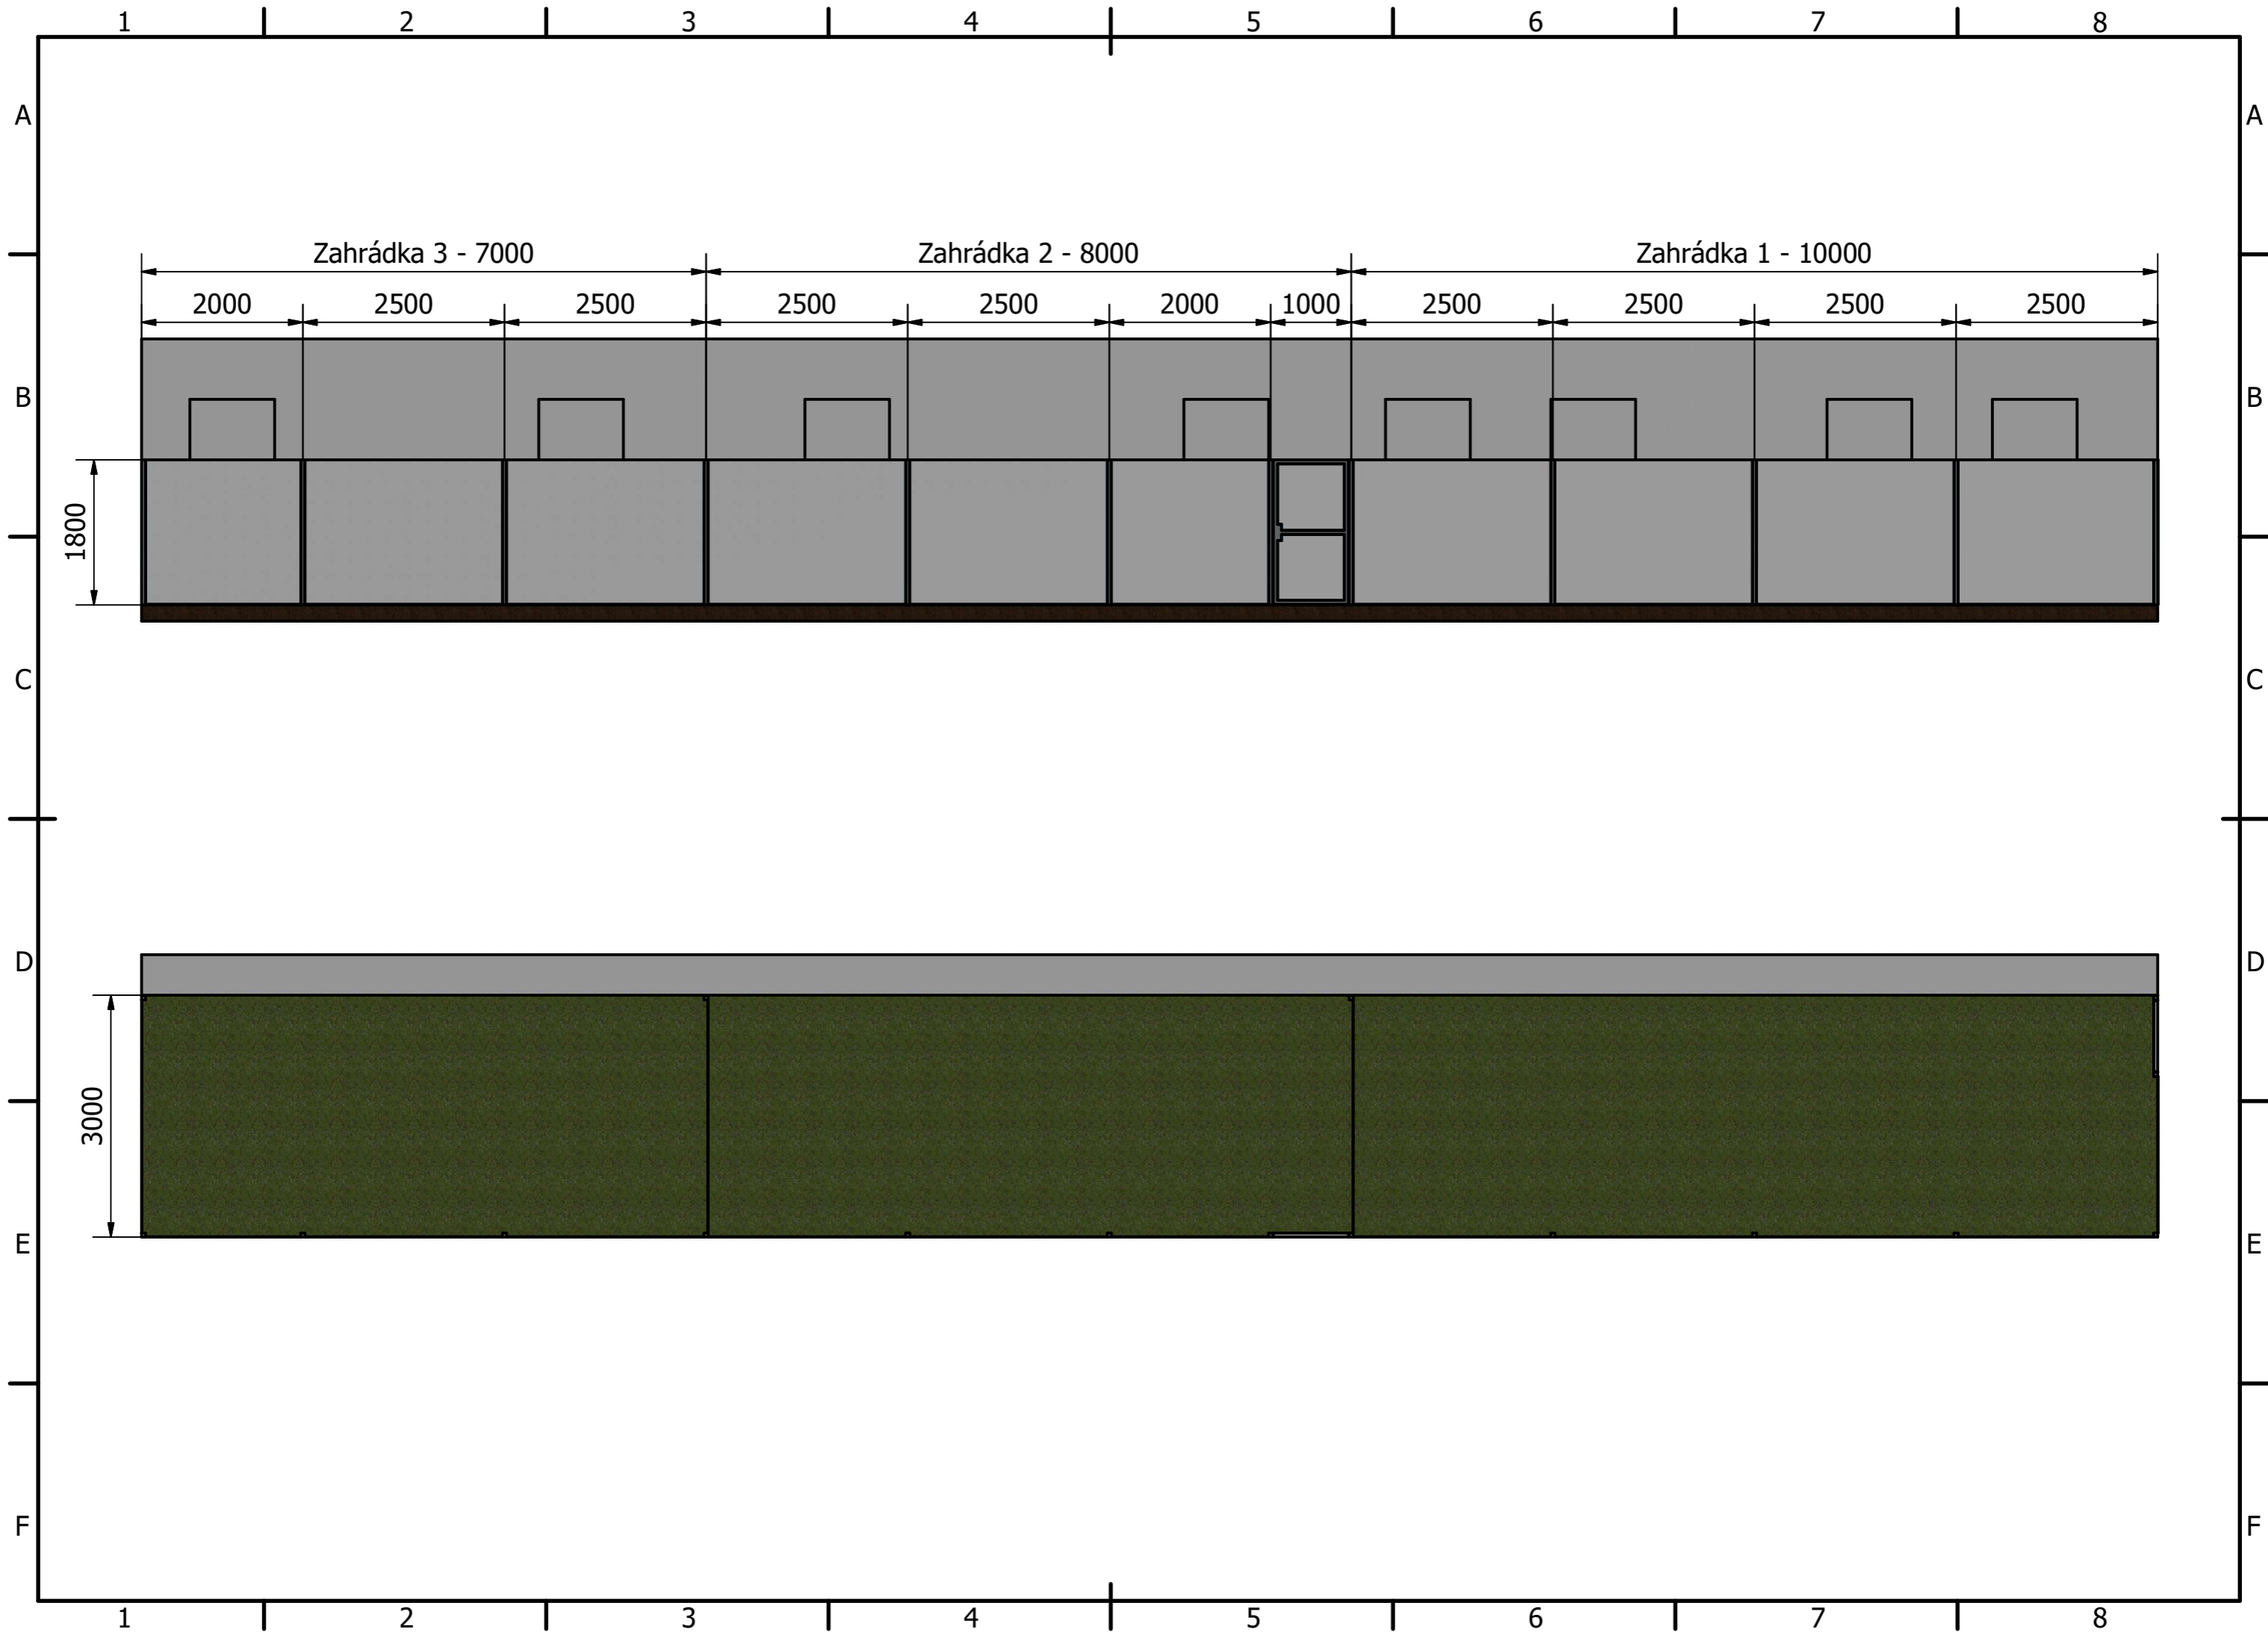 1 2 3 4 5 6 7 8
A A
Zahrádka 3 - 7000 Zahrádka 2 - 8000 Zahrádka 1 - 10000
2000 2500 2500 2500 2500 2000 1000 2500 2500 2500 2500
B B
1800
C C
D D
3000
E E
F F
1 2 3 4 5 6 7 8